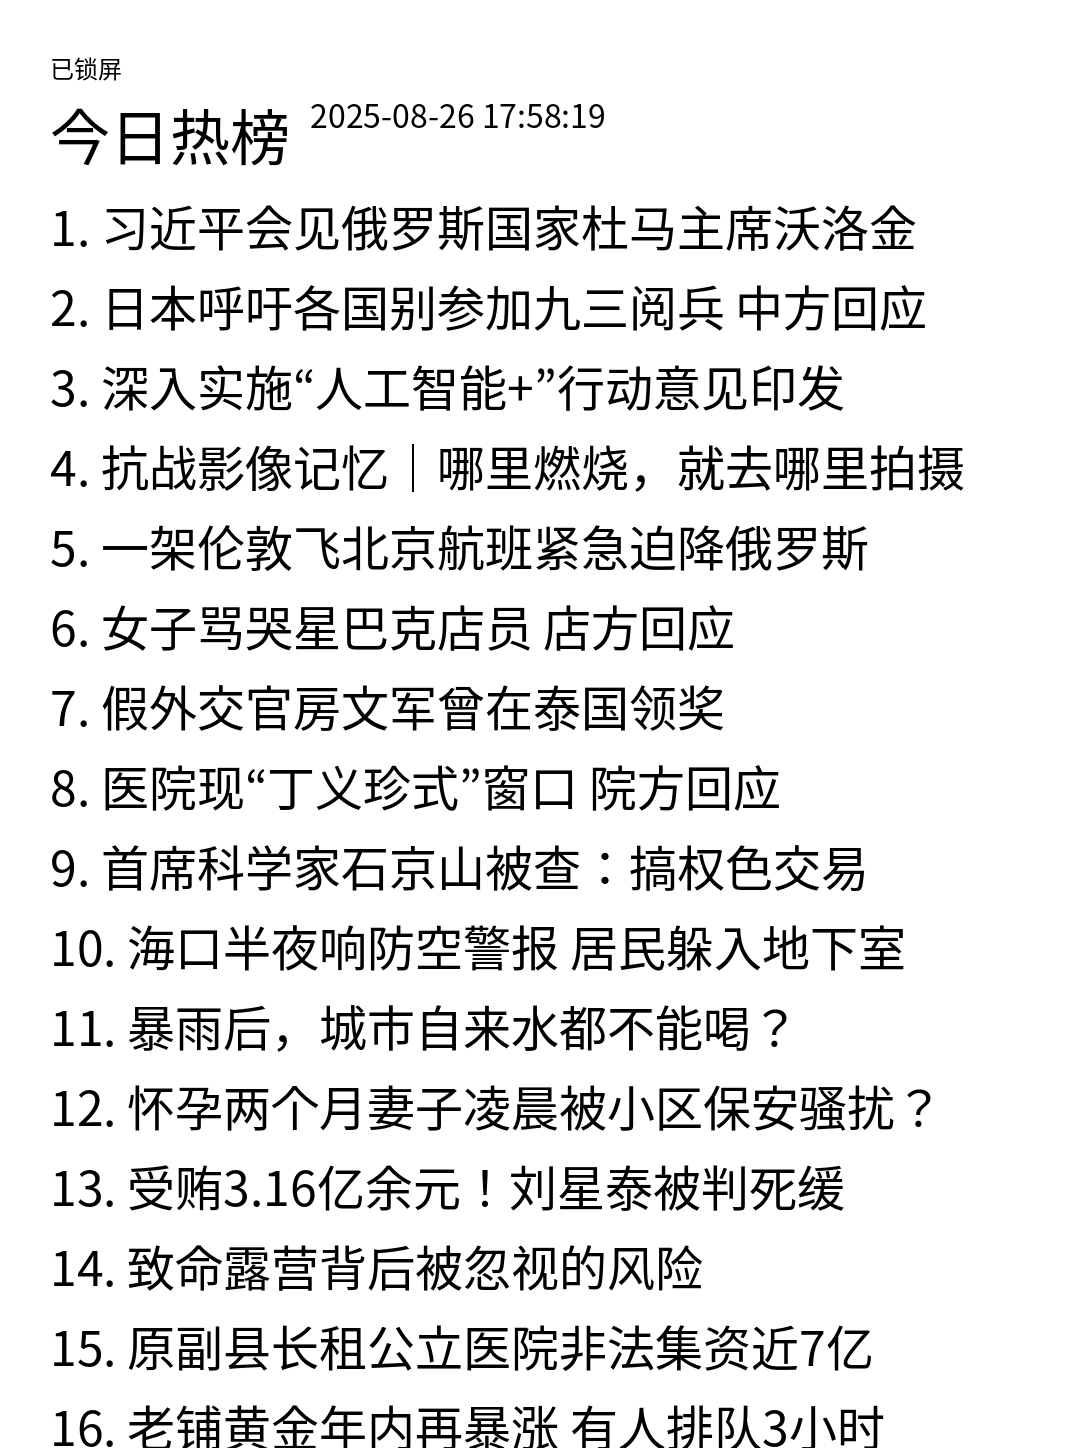 已锁屏
今日热榜 2025-08-26 17:58:19
1. 习近平会见俄罗斯国家杜马主席沃洛金
2. 日本呼吁各国别参加九三阅兵 中方回应
3. 深入实施“人工智能+”行动意见印发
4. 抗战影像记忆｜哪里燃烧，就去哪里拍摄
5. 一架伦敦飞北京航班紧急迫降俄罗斯
6. 女子骂哭星巴克店员 店方回应
7. 假外交官房文军曾在泰国领奖
8. 医院现“丁义珍式”窗口 院方回应
9. 首席科学家石京山被查：搞权色交易
10. 海口半夜响防空警报 居民躲入地下室
11. 暴雨后，城市自来水都不能喝？
12. 怀孕两个月妻子凌晨被小区保安骚扰？
13. 受贿3.16亿余元！刘星泰被判死缓
14. 致命露营背后被忽视的风险
15. 原副县长租公立医院非法集资近7亿
16. 老铺黄金年内再暴涨 有人排队3小时